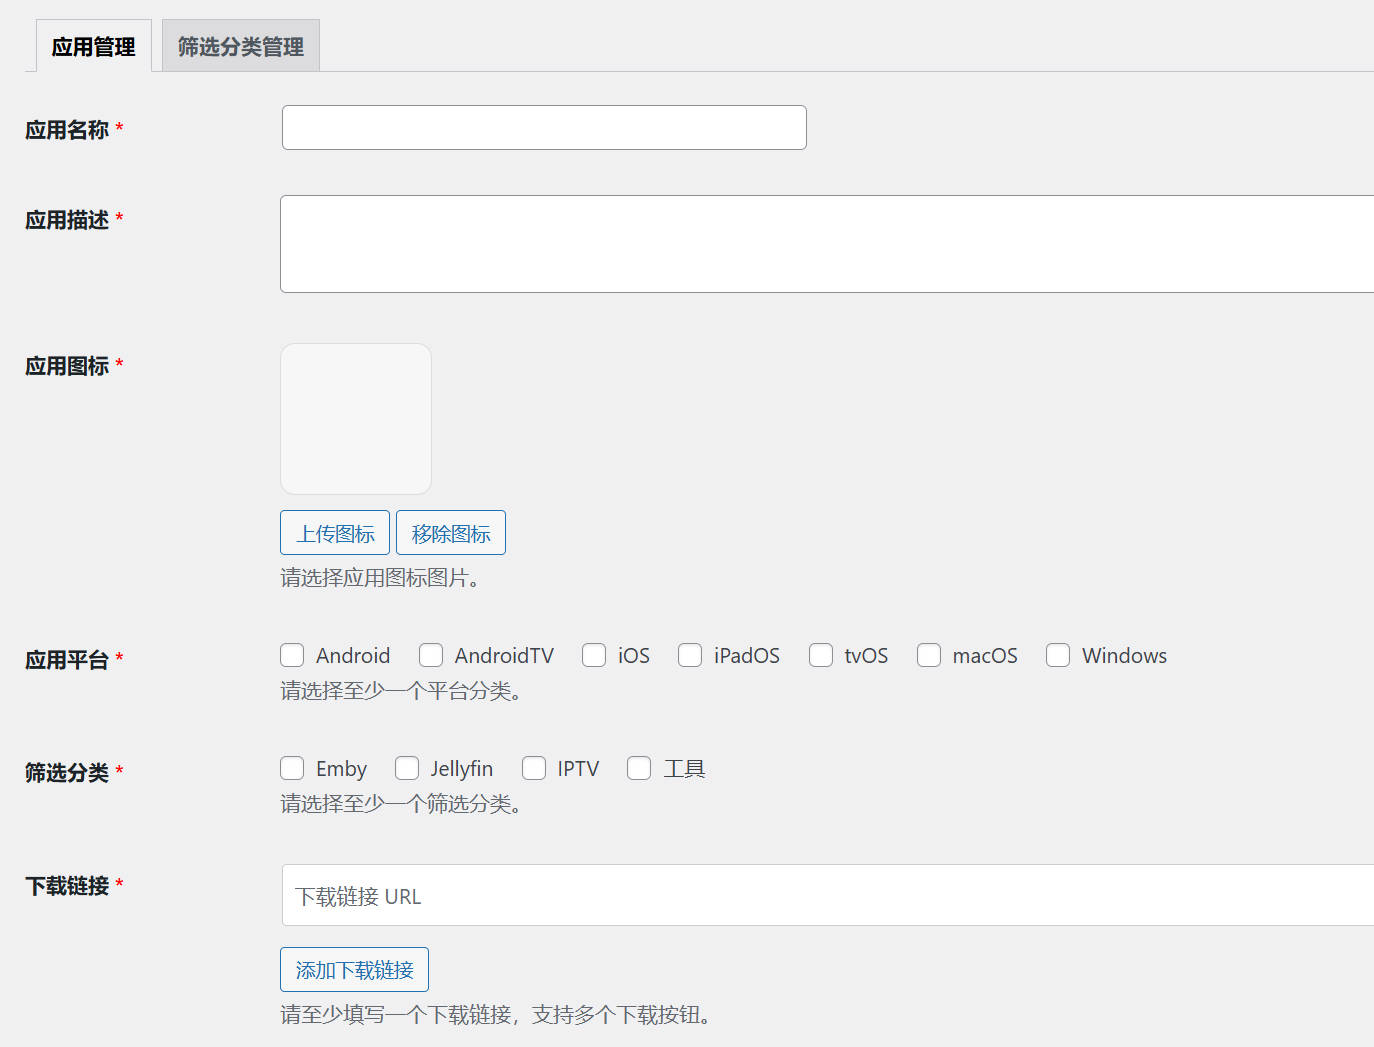 应用管理 筛选分类管理
应用名称 *
应用描述 *
应用图标 *
上传图标 移除图标
请选择应用图标图片。
应用平台 * Android AndroidTV iOS iPadOS tvOS macOS Windows
请选择至少一个平台分类。
筛选分类 * Emby Jellyfin IPTV 工具
请选择至少一个筛选分类。
下载链接 * 下载链接 URL
添加下载链接
请至少填写一个下载链接，支持多个下载按钮。